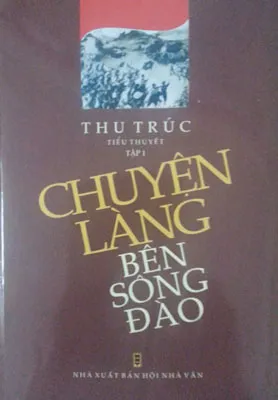 THU TRÚC
TIỂU THUYẾT
TẬP 1
CHUYỆN
LÀNG
BÊN
SÔNG
ĐÀO
NHÀ XUẤT BẢN HỘI NHÀ VĂN